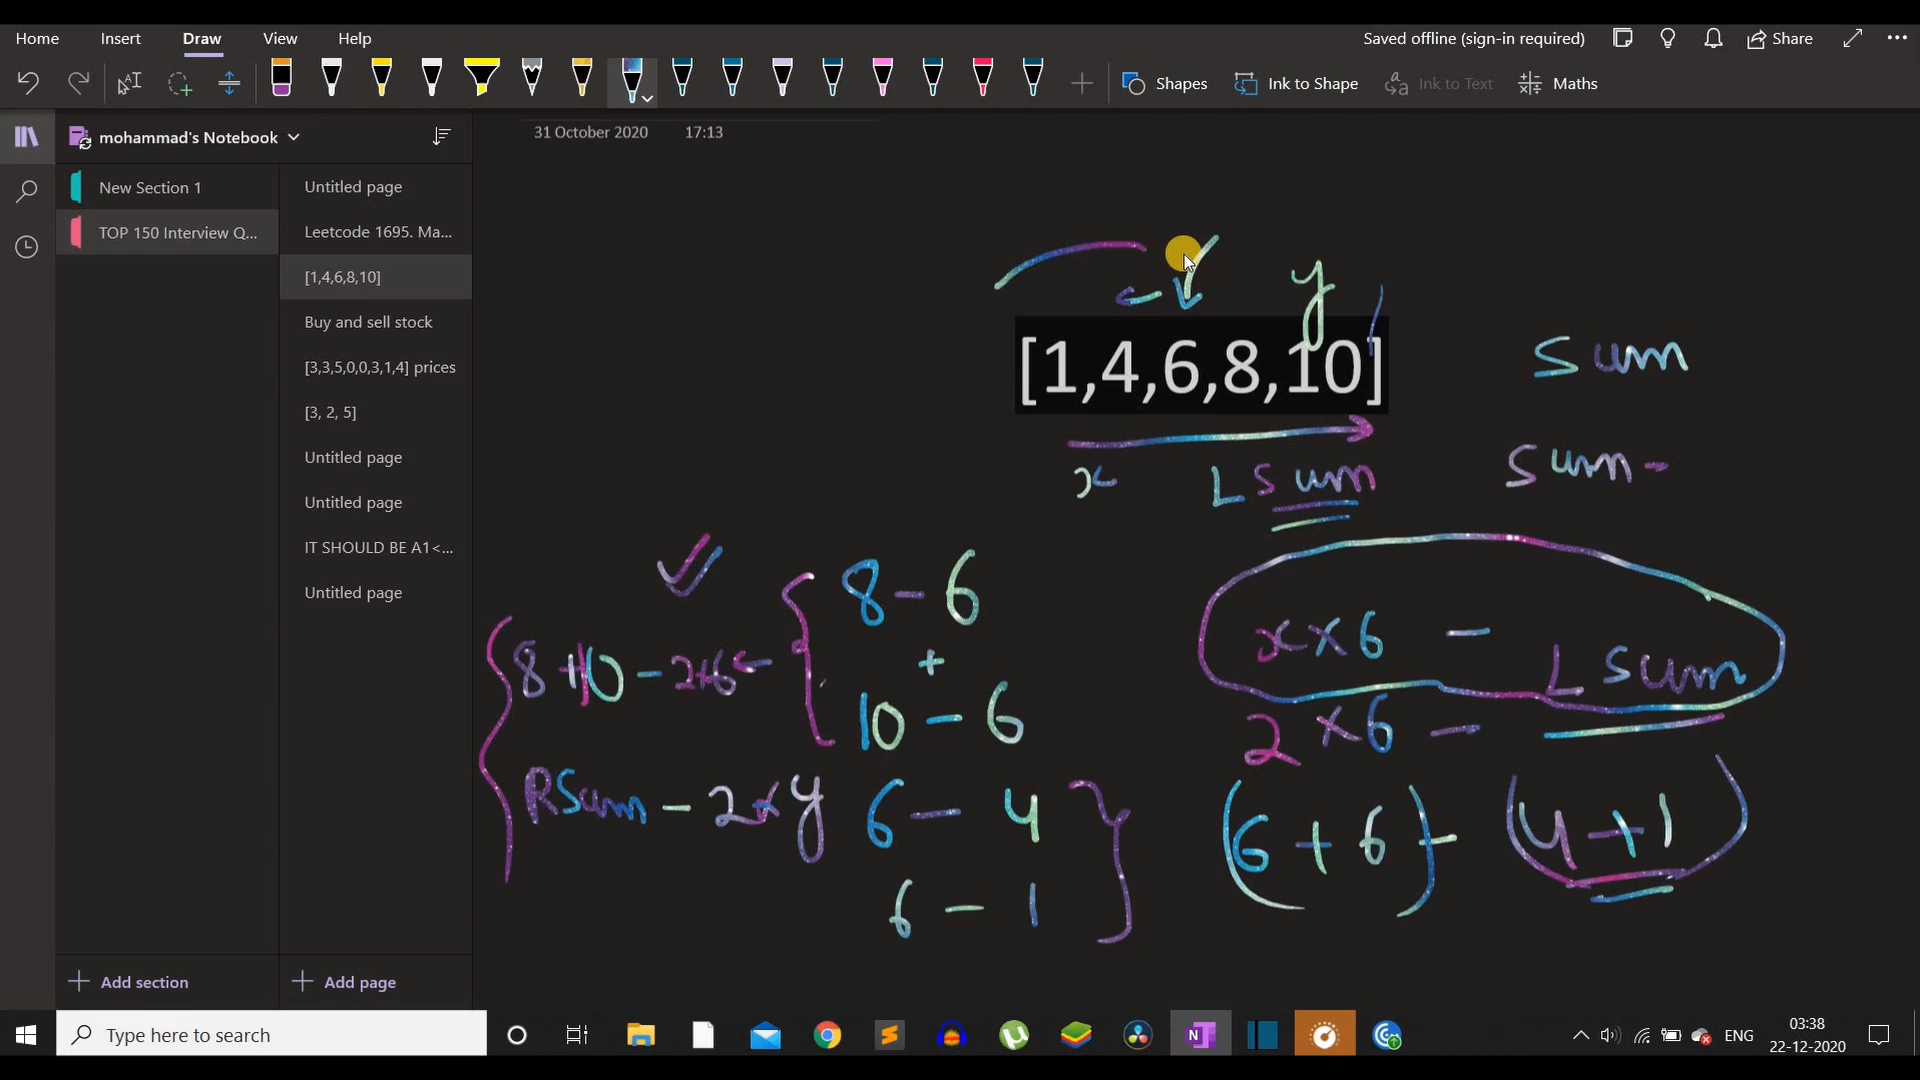 Home Insert Draw View Help Saved offline (sign-in required) Share
Shapes Ink to Shape Ink to Text Maths
mohammad's Notebook
New Section 1
TOP 150 Interview Q...
Untitled page
Leetcode 1695. Ma...
[1,4,6,8,10]
Buy and sell stock
[3,3,5,0,0,3,1,4] prices
[3, 2, 5]
Untitled page
Untitled page
IT SHOULD BE A1<...
Untitled page
Add section
Add page
31 October 2020 17:13
y
[1,4,6,8,10]
sum
x Lsum
sum -
8 - 6
+
10 - 6
8 + 10 - 2*6
RSum - 2 * y
6 - 4
6 - 1
x × 6 - Lsum
2 × 6 -
(6 + 6) - (4 + 1)
Type here to search
ENG
03:38
22-12-2020